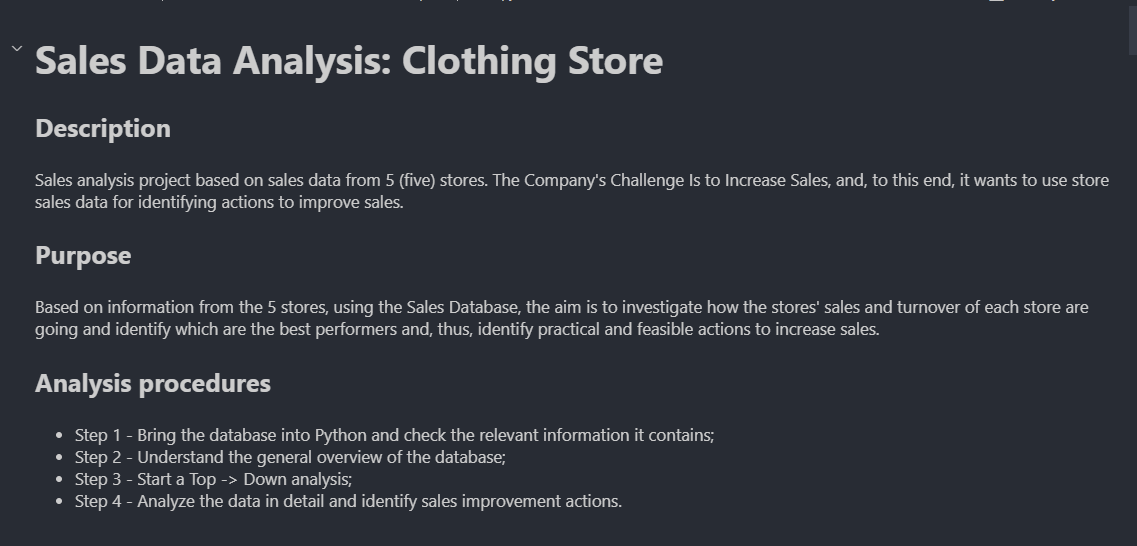 Sales Data Analysis: Clothing Store
Description
Sales analysis project based on sales data from 5 (five) stores. The Company's Challenge Is to Increase Sales, and, to this end, it wants to use store
sales data for identifying actions to improve sales.
Purpose
Based on information from the 5 stores, using the Sales Database, the aim is to investigate how the stores' sales and turnover of each store are
going and identify which are the best performers and, thus, identify practical and feasible actions to increase sales.
Analysis procedures
• Step 1 - Bring the database into Python and check the relevant information it contains;
• Step 2 - Understand the general overview of the database;
• Step 3 - Start a Top -> Down analysis;
• Step 4 - Analyze the data in detail and identify sales improvement actions.